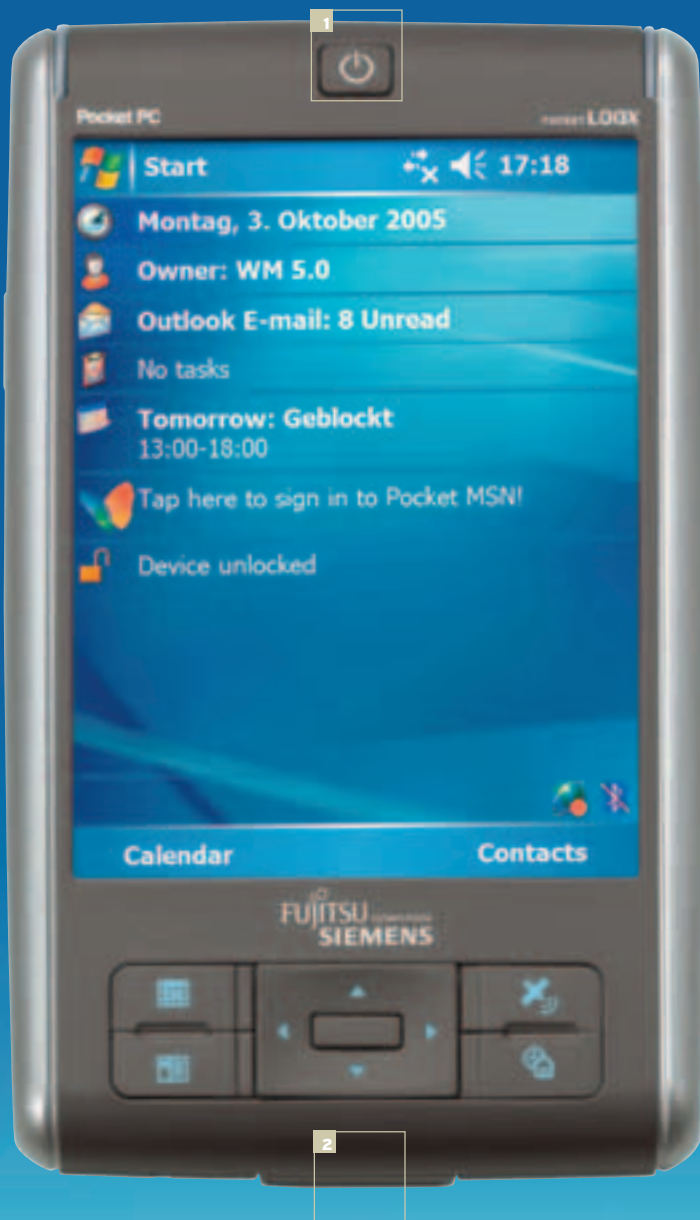 1
Pocket PC
pocket LOOX
Start 17:18
Montag, 3. Oktober 2005
Owner: WM 5.0
Outlook E-mail: 8 Unread
No tasks
Tomorrow: Geblockt
13:00-18:00
Tap here to sign in to Pocket MSN!
Device unlocked
Calendar Contacts
FUJITSU COMPUTERS
SIEMENS
2